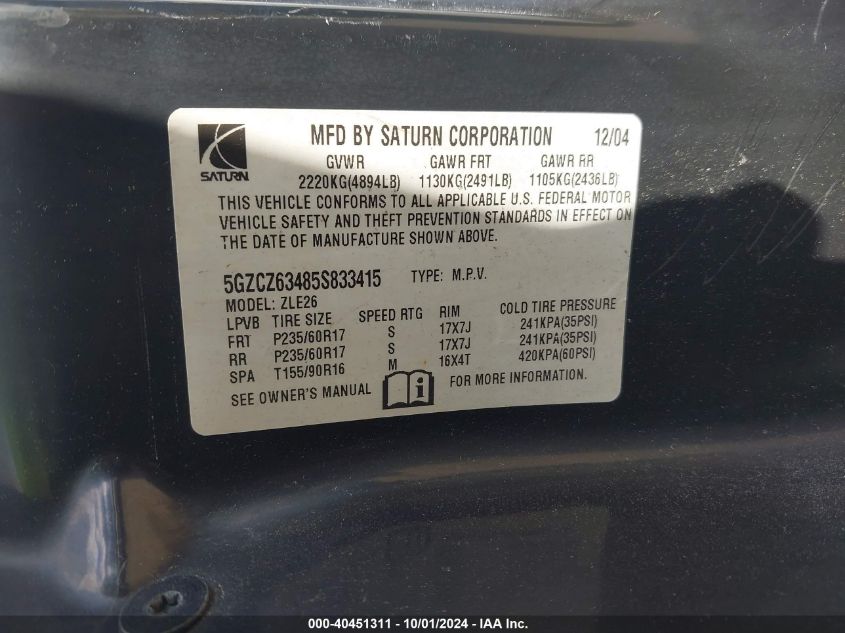 MFD BY SATURN CORPORATION 12/04
SATURN
GVWR GAWR FRT GAWR RR
2220KG(4894LB) 1130KG(2491LB) 1105KG(2436LB)
THIS VEHICLE CONFORMS TO ALL APPLICABLE U.S. FEDERAL MOTOR
VEHICLE SAFETY AND THEFT PREVENTION STANDARDS IN EFFECT ON
THE DATE OF MANUFACTURE SHOWN ABOVE.
5GZCZ63485S833415 TYPE: M.P.V.
MODEL: ZLE26
LPVB TIRE SIZE SPEED RTG RIM COLD TIRE PRESSURE
FRT P235/60R17 S 17X7J 241KPA(35PSI)
RR P235/60R17 S 17X7J 241KPA(35PSI)
SPA T155/90R16 M 16X4T 420KPA(60PSI)
SEE OWNER'S MANUAL FOR MORE INFORMATION.
000-40451311 - 10/01/2024 - IAA Inc.